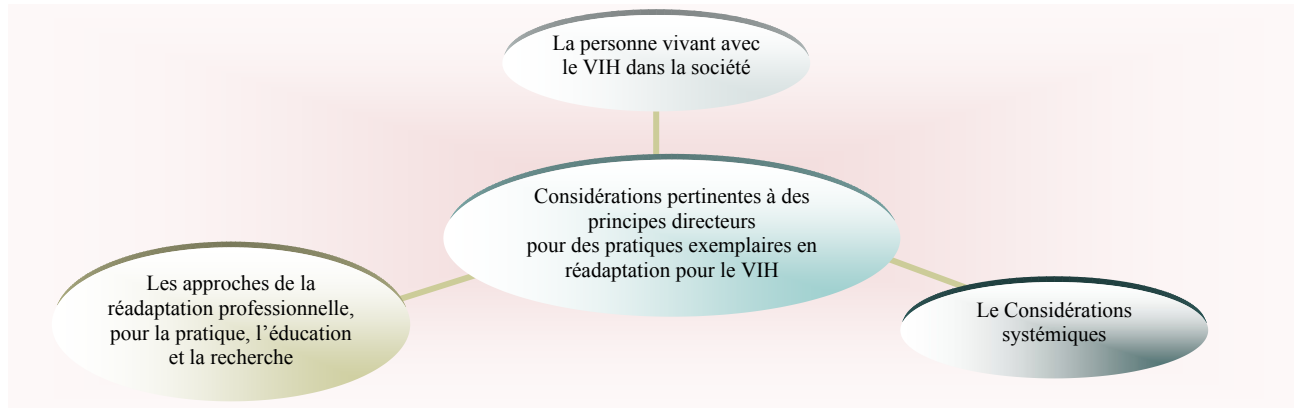 La personne vivant avec
le VIH dans la société
Considérations pertinentes à des
principes directeurs
pour des pratiques exemplaires en
réadaptation pour le VIH
Les approches de la
réadaptation professionnelle,
pour la pratique, l’éducation
et la recherche
Le Considérations
systémiques